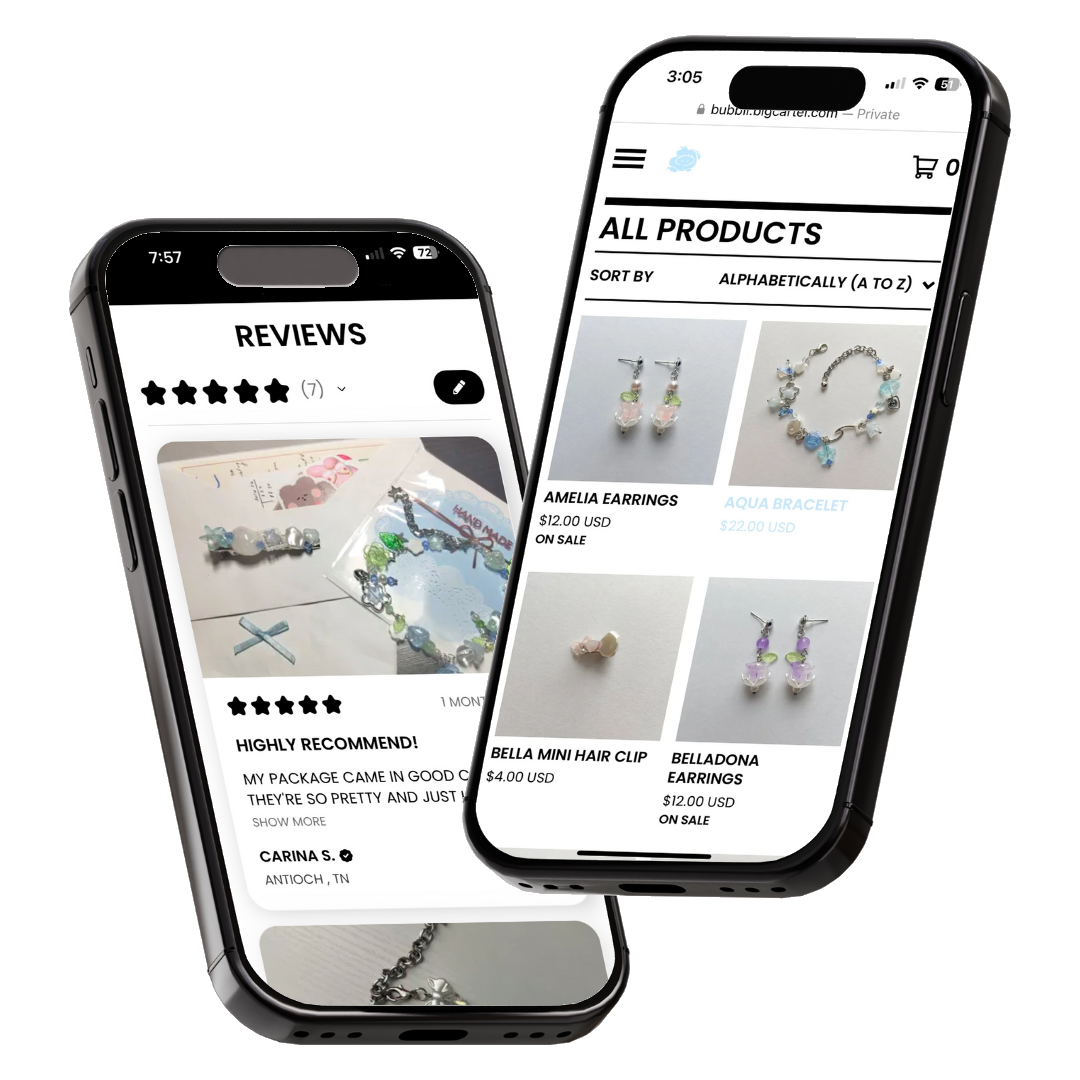 7:57
72
REVIEWS
(7)
HAND MADE
1 MONT
HIGHLY RECOMMEND!
MY PACKAGE CAME IN GOOD
THEY'RE SO PRETTY AND JUST
SHOW MORE
CARINA S.
ANTIOCH , TN
3:05
51
bubbii.bigcartel.com — Private
0
ALL PRODUCTS
SORT BY
ALPHABETICALLY (A TO Z)
AMELIA EARRINGS
$12.00 USD
ON SALE
AQUA BRACELET
$22.00 USD
BELLA MINI HAIR CLIP
$4.00 USD
BELLADONA
EARRINGS
$12.00 USD
ON SALE